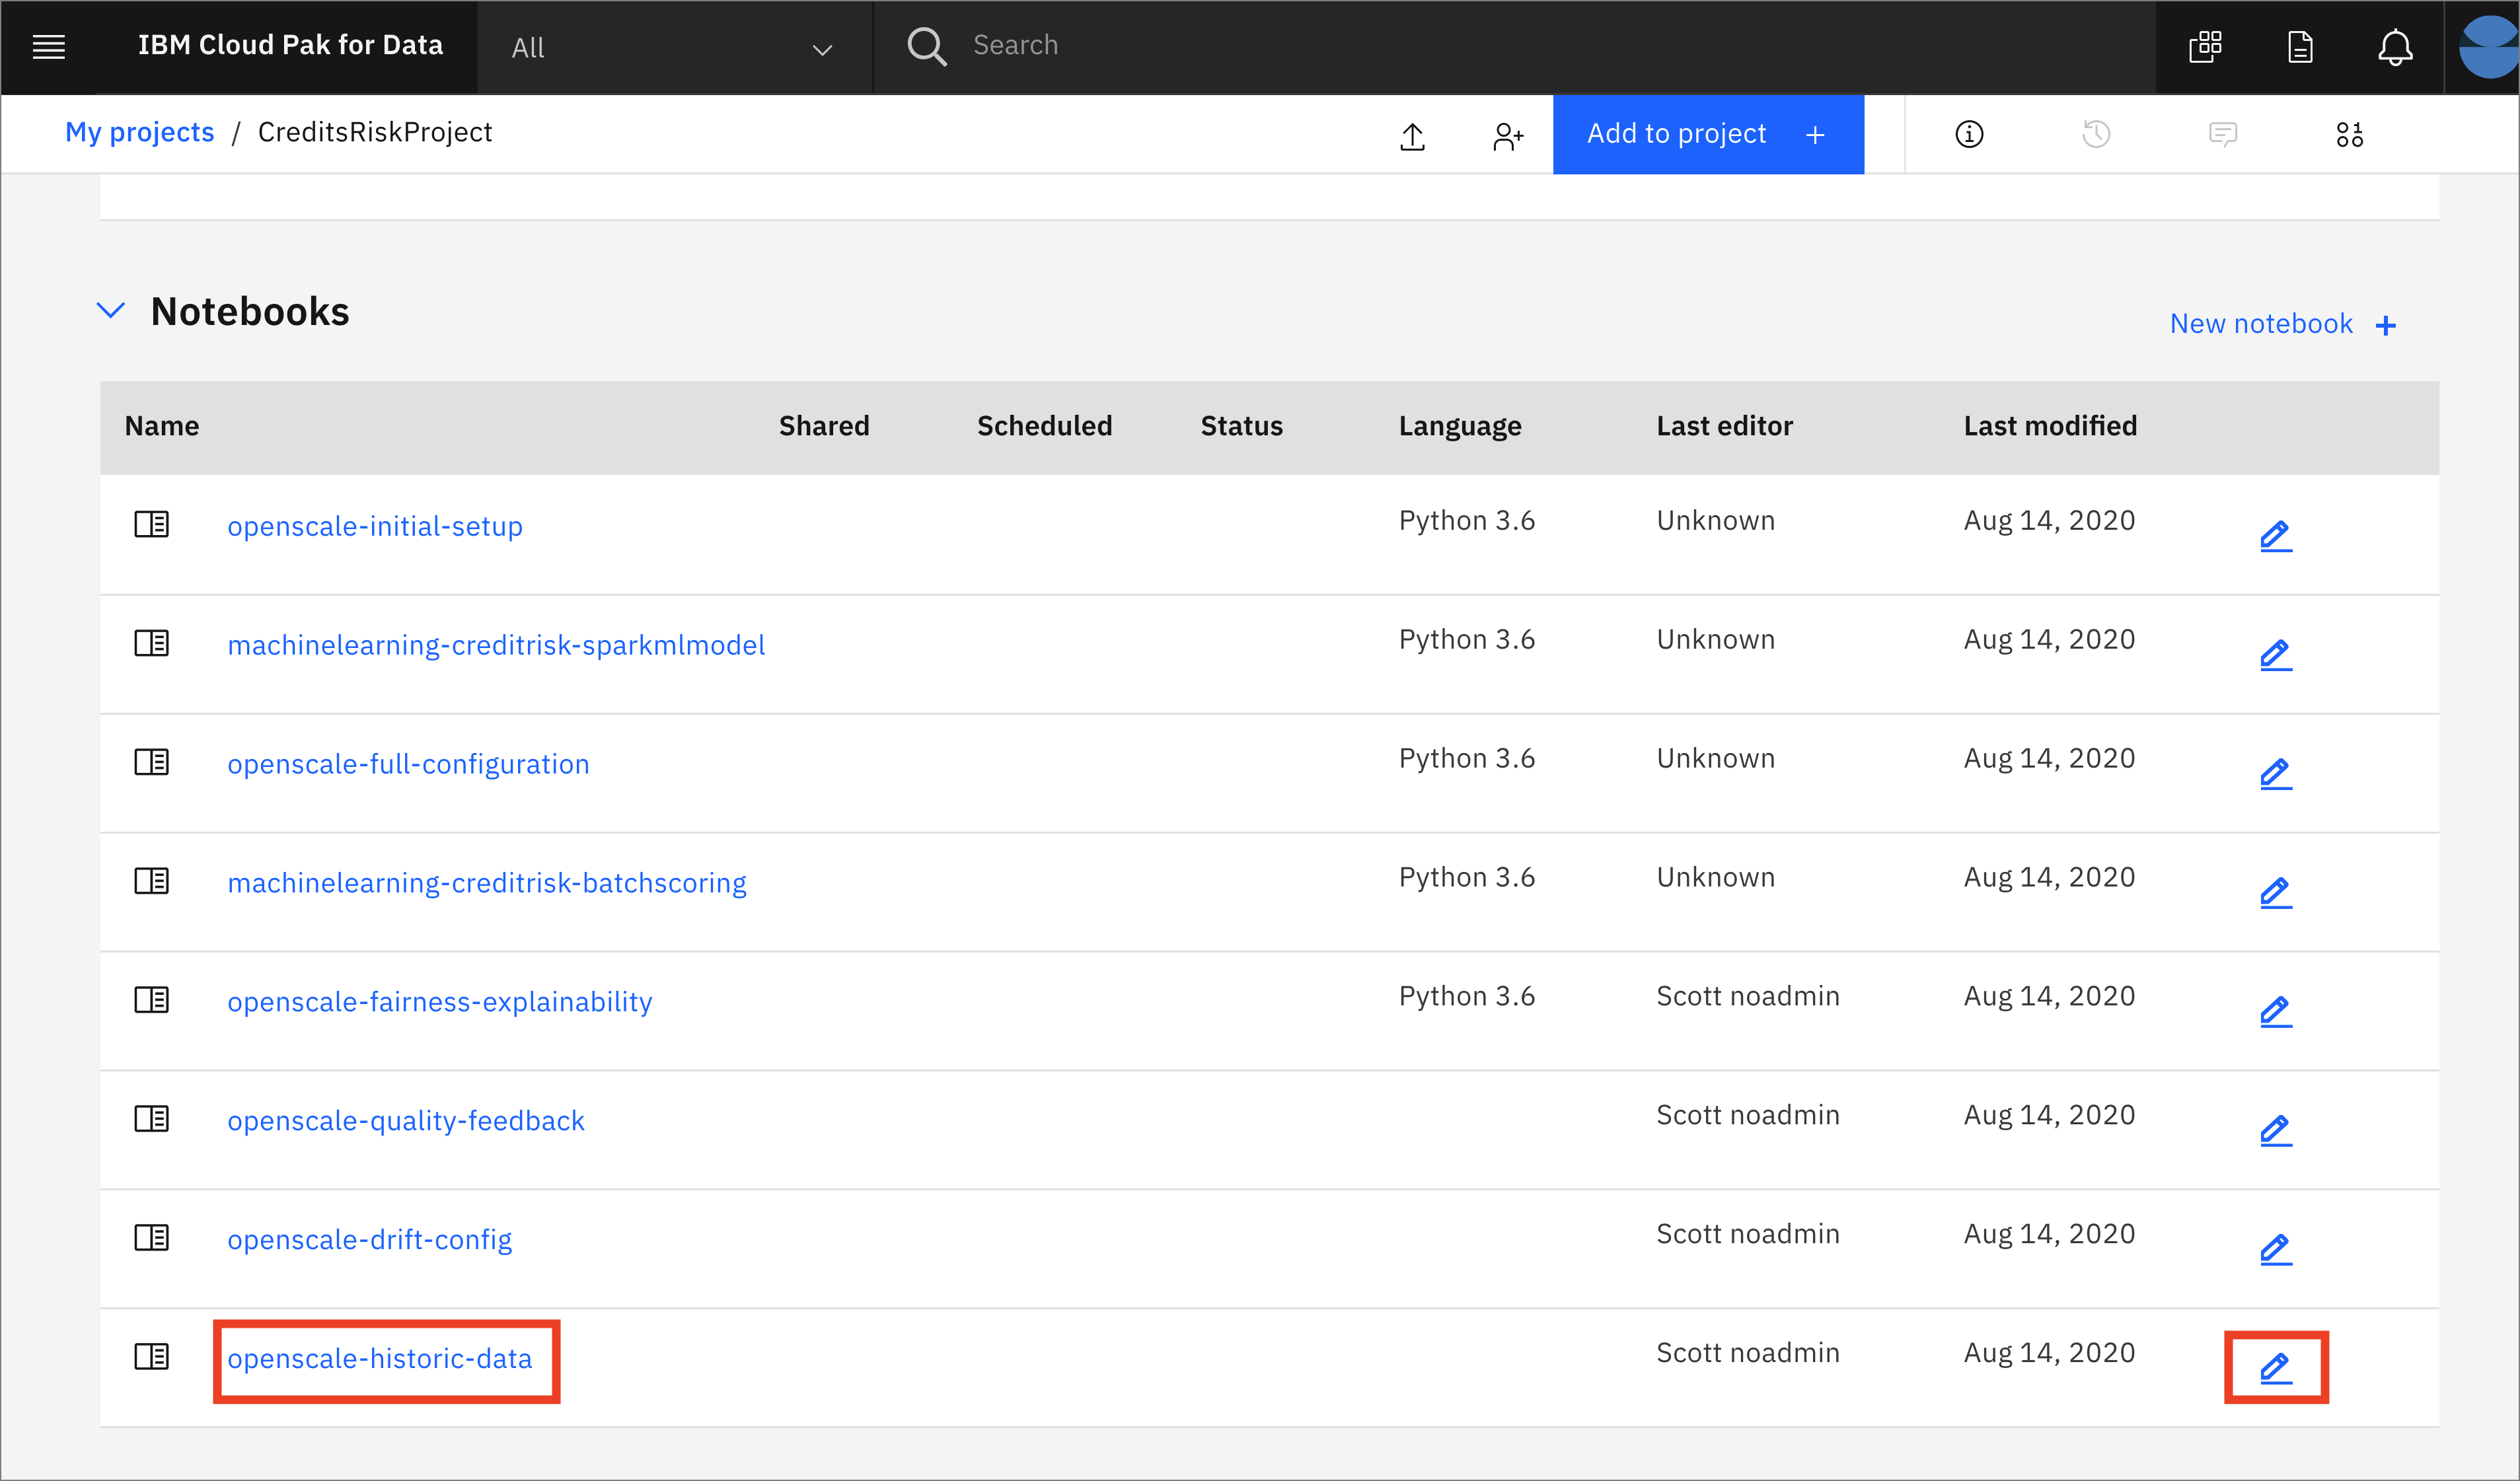 IBM Cloud Pak for Data All Search
My projects / CreditsRiskProject Add to project +
Notebooks
New notebook +
Name Shared Scheduled Status Language Last editor Last modified
openscale-initial-setup Python 3.6 Unknown Aug 14, 2020
machinelearning-creditrisk-sparkmlmodel Python 3.6 Unknown Aug 14, 2020
openscale-full-configuration Python 3.6 Unknown Aug 14, 2020
machinelearning-creditrisk-batchscoring Python 3.6 Unknown Aug 14, 2020
openscale-fairness-explainability Python 3.6 Scott noadmin Aug 14, 2020
openscale-quality-feedback Scott noadmin Aug 14, 2020
openscale-drift-config Scott noadmin Aug 14, 2020
openscale-historic-data Scott noadmin Aug 14, 2020